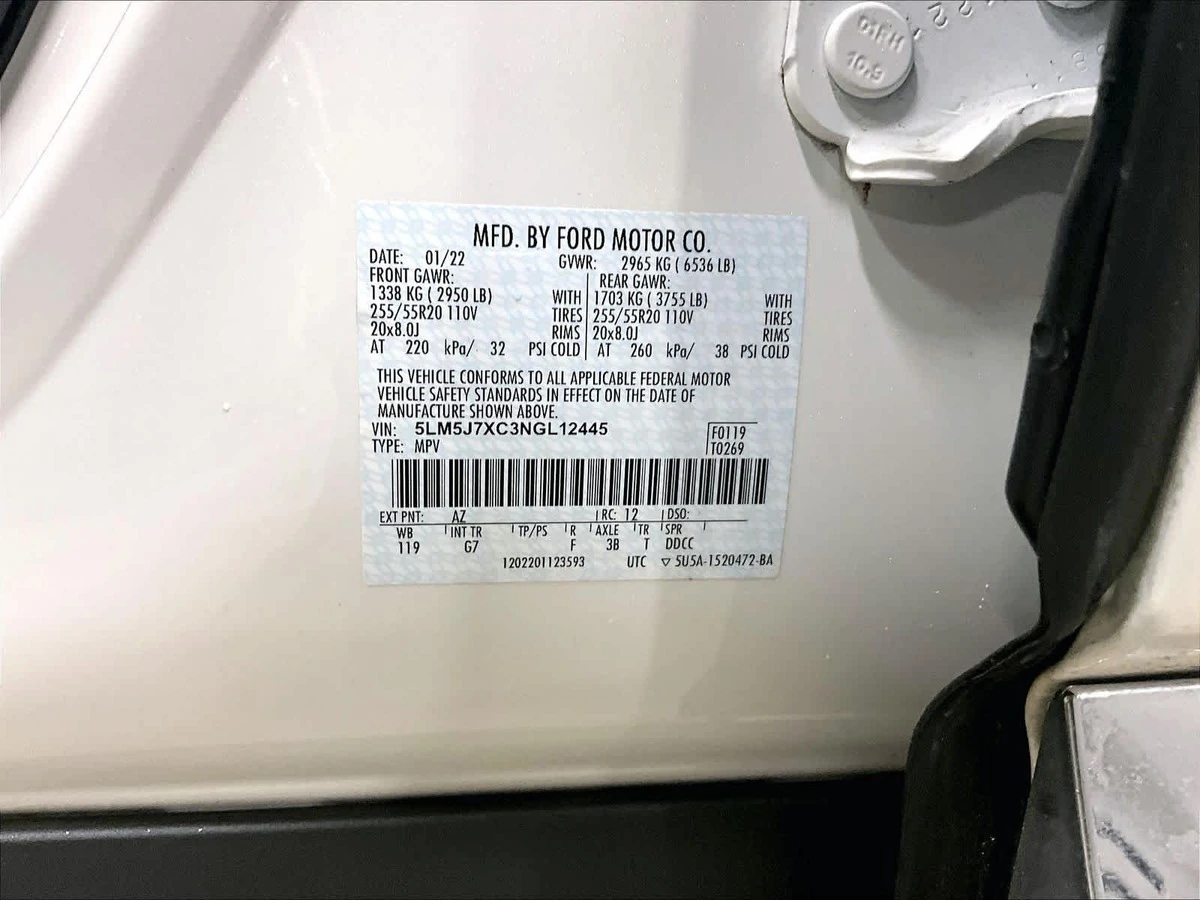 10.9
MFD. BY FORD MOTOR CO.
DATE: 01/22 GVWR: 2965 KG ( 6536 LB)
FRONT GAWR: REAR GAWR:
1338 KG ( 2950 LB) WITH 1703 KG ( 3755 LB) WITH
255/55R20 110V TIRES 255/55R20 110V TIRES
20x8.0J RIMS 20x8.0J RIMS
AT 220 kPa/ 32 PSI COLD AT 260 kPa/ 38 PSI COLD
THIS VEHICLE CONFORMS TO ALL APPLICABLE FEDERAL MOTOR
VEHICLE SAFETY STANDARDS IN EFFECT ON THE DATE OF
MANUFACTURE SHOWN ABOVE.
VIN: 5LM5J7XC3NGL12445 F0119
TYPE: MPV T0269
EXT PNT: AZ RC: 12 DSO:
WB INT TR TP/PS R AXLE TR SPR
119 G7 F 3B T DDCC
1202201123593 UTC ▽ 5U5A-1520472-BA